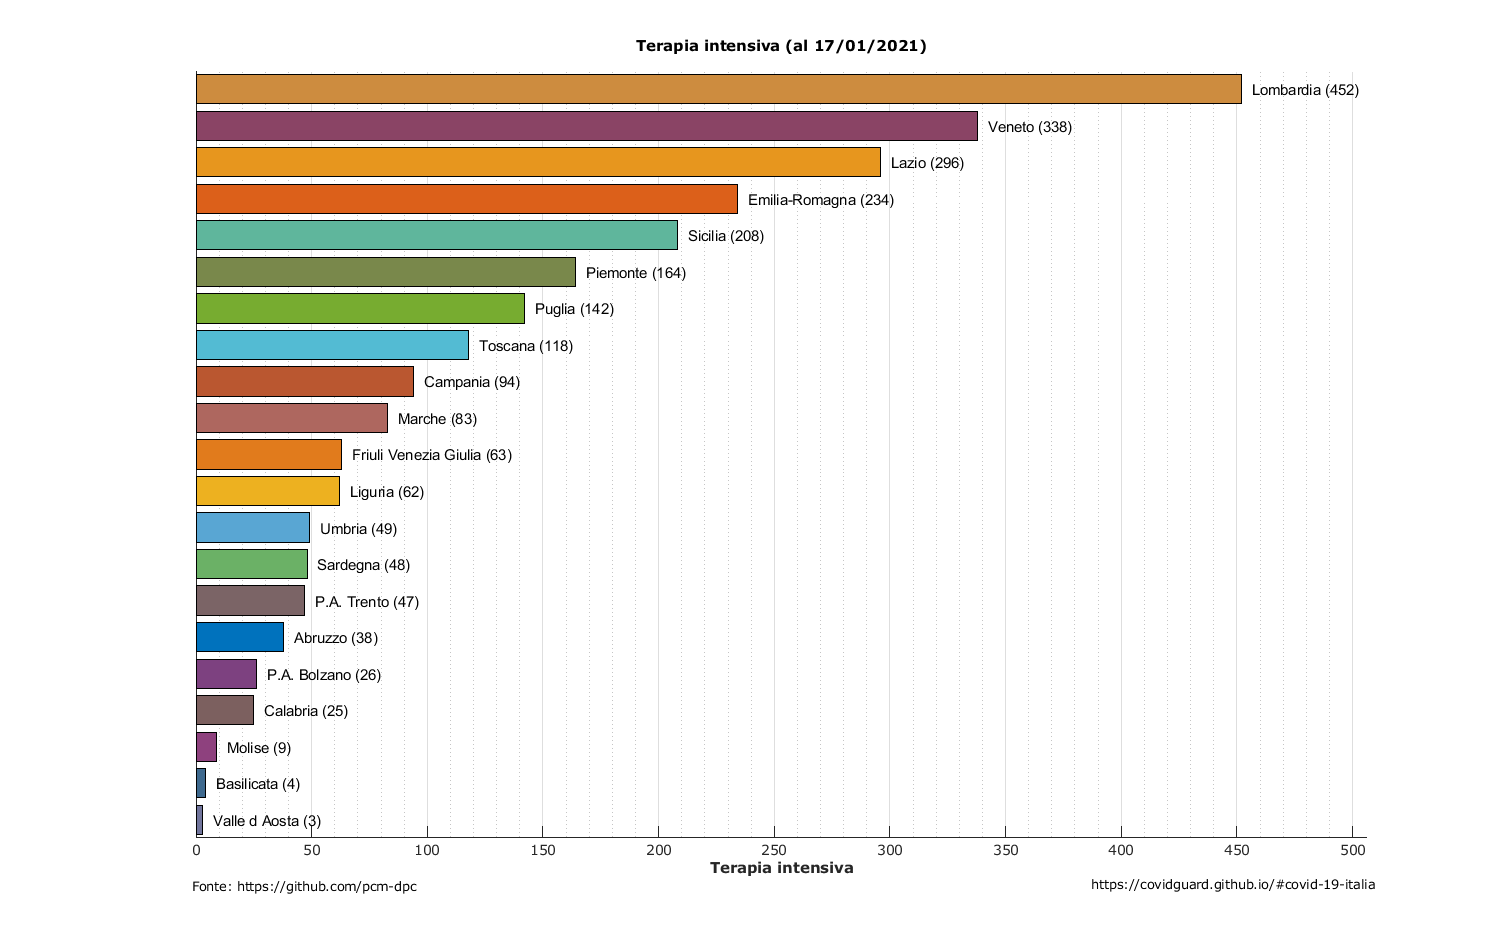 Terapia intensiva (al 17/01/2021)
Lombardia (452)
Veneto (338)
Lazio (296)
Emilia-Romagna (234)
Sicilia (208)
Piemonte (164)
Puglia (142)
Toscana (118)
Campania (94)
Marche (83)
Friuli Venezia Giulia (63)
Liguria (62)
Umbria (49)
Sardegna (48)
P.A. Trento (47)
Abruzzo (38)
P.A. Bolzano (26)
Calabria (25)
Molise (9)
Basilicata (4)
Valle d Aosta (3)
0 50 100 150 200 250 300 350 400 450 500
Terapia intensiva
Fonte: https://github.com/pcm-dpc
https://covidguard.github.io/#covid-19-italia